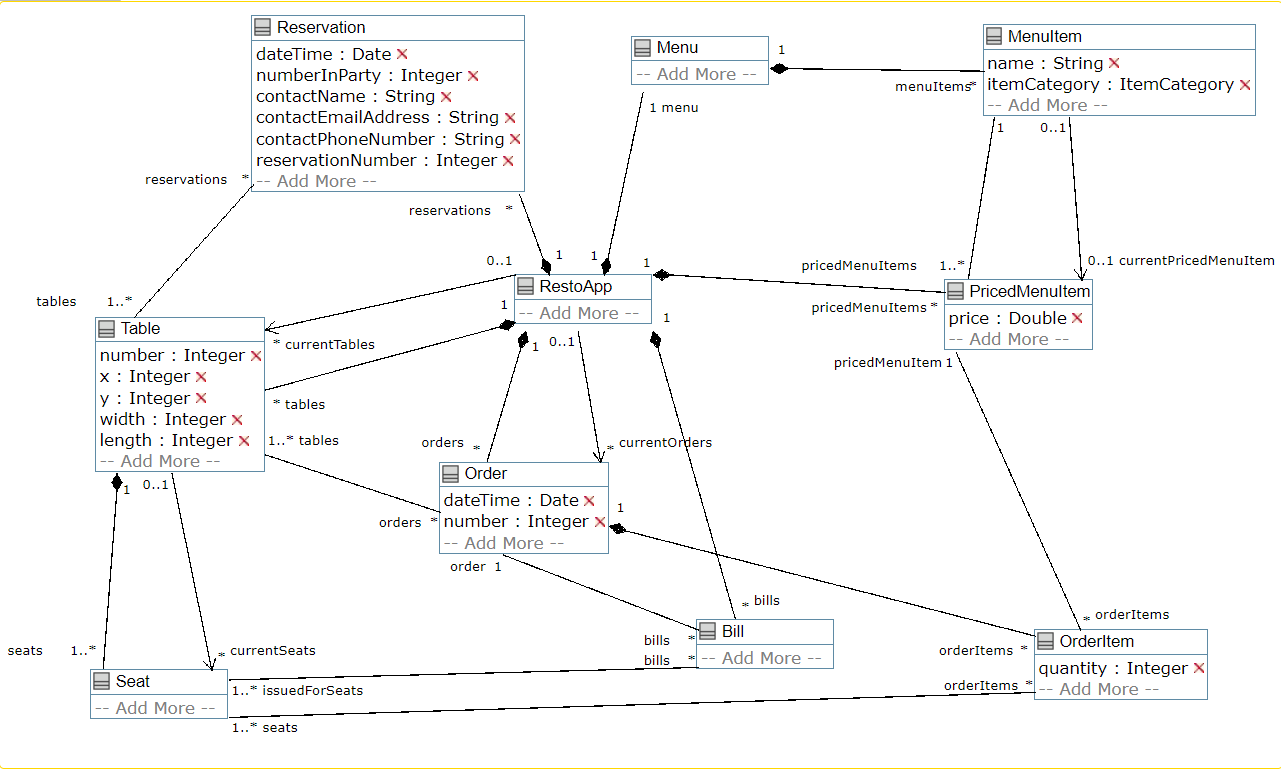 Reservation
dateTime : Date
numberInParty : Integer
contactName : String
contactEmailAddress : String
contactPhoneNumber : String
reservationNumber : Integer
-- Add More --
Menu
-- Add More --
MenuItem
name : String
itemCategory : ItemCategory
-- Add More --
1
menuItems*
1 menu
1
0..1
reservations *
reservations *
0..1
1
1
1
pricedMenuItems 1..*
0..1 currentPricedMenuItem
tables 1..*
RestoApp
-- Add More --
pricedMenuItems *
PricedMenuItem
price : Double
-- Add More --
Table
number : Integer
x : Integer
y : Integer
width : Integer
length : Integer
-- Add More --
1
* currentTables
1
0..1
1
pricedMenuItem 1
* tables
1..* tables
orders *
* currentOrders
1
0..1
orders *
Order
dateTime : Date
number : Integer
-- Add More --
1
order 1
* bills
* orderItems
seats 1..*
* currentSeats
bills *
bills *
Bill
-- Add More --
orderItems *
OrderItem
quantity : Integer
-- Add More --
Seat
-- Add More --
1..* issuedForSeats
orderItems *
1..* seats